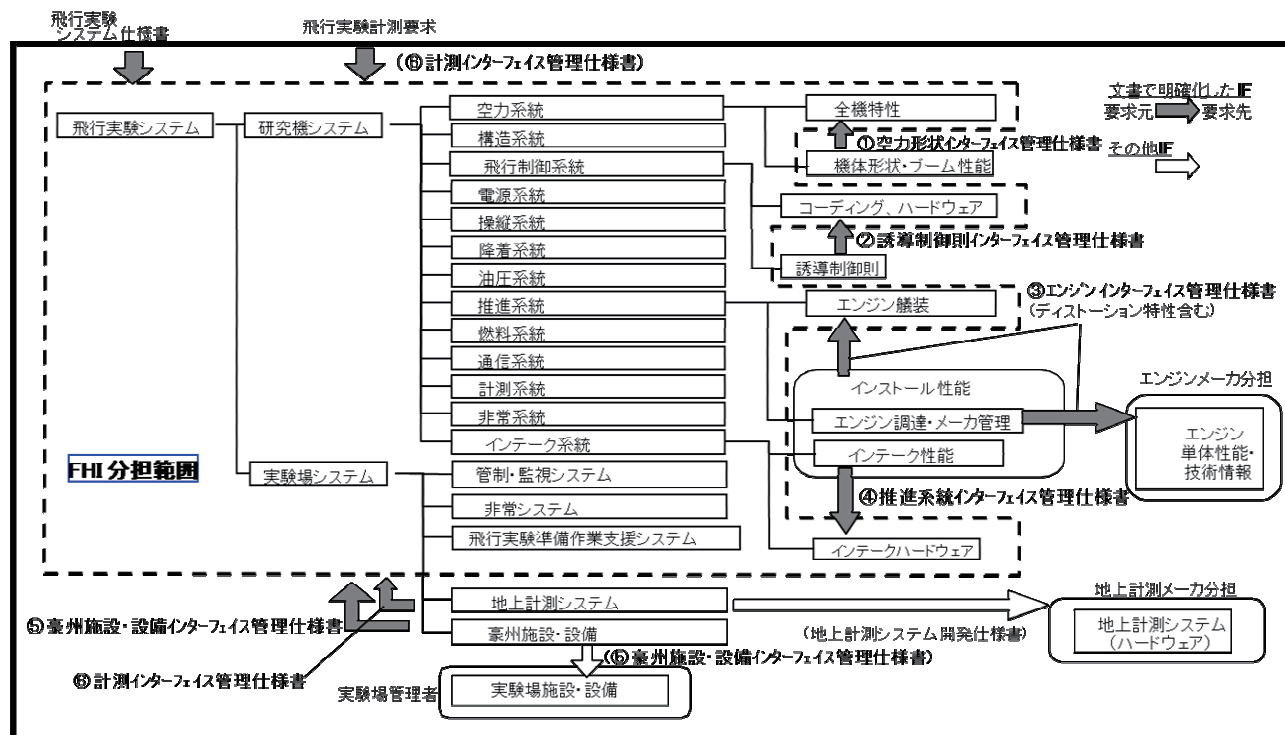 飛行実験
システム仕様書
飛行実験計測要求
(⑥計測インターフェイス管理仕様書)
文書で明確化したIF
要求元
要求先
その他IF
飛行実験システム
研究機システム
空力系統
構造系統
飛行制御系統
電源系統
操縦系統
降着系統
油圧系統
推進系統
燃料系統
通信系統
計測系統
非常系統
インテーク系統
全機特性
①空力形状インターフェイス管理仕様書
機体形状・ブーム性能
コーディング、ハードウェア
②誘導制御則インターフェイス管理仕様書
誘導制御則
③エンジンインターフェイス管理仕様書
(ディストーション特性含む)
エンジン艤装
インストール性能
エンジン調達・メーカ管理
インテーク性能
エンジンメーカ分担
エンジン
単体性能・
技術情報
④推進系統インターフェイス管理仕様書
インテークハードウェア
FHI分担範囲
実験場システム
管制・監視システム
非常システム
飛行実験準備作業支援システム
地上計測システム
豪州施設・設備
(地上計測システム開発仕様書)
地上計測メーカ分担
地上計測システム
(ハードウェア)
⑤豪州施設・設備インターフェイス管理仕様書
(⑤豪州施設・設備インターフェイス管理仕様書)
⑥計測インターフェイス管理仕様書
実験場管理者
実験場施設・設備